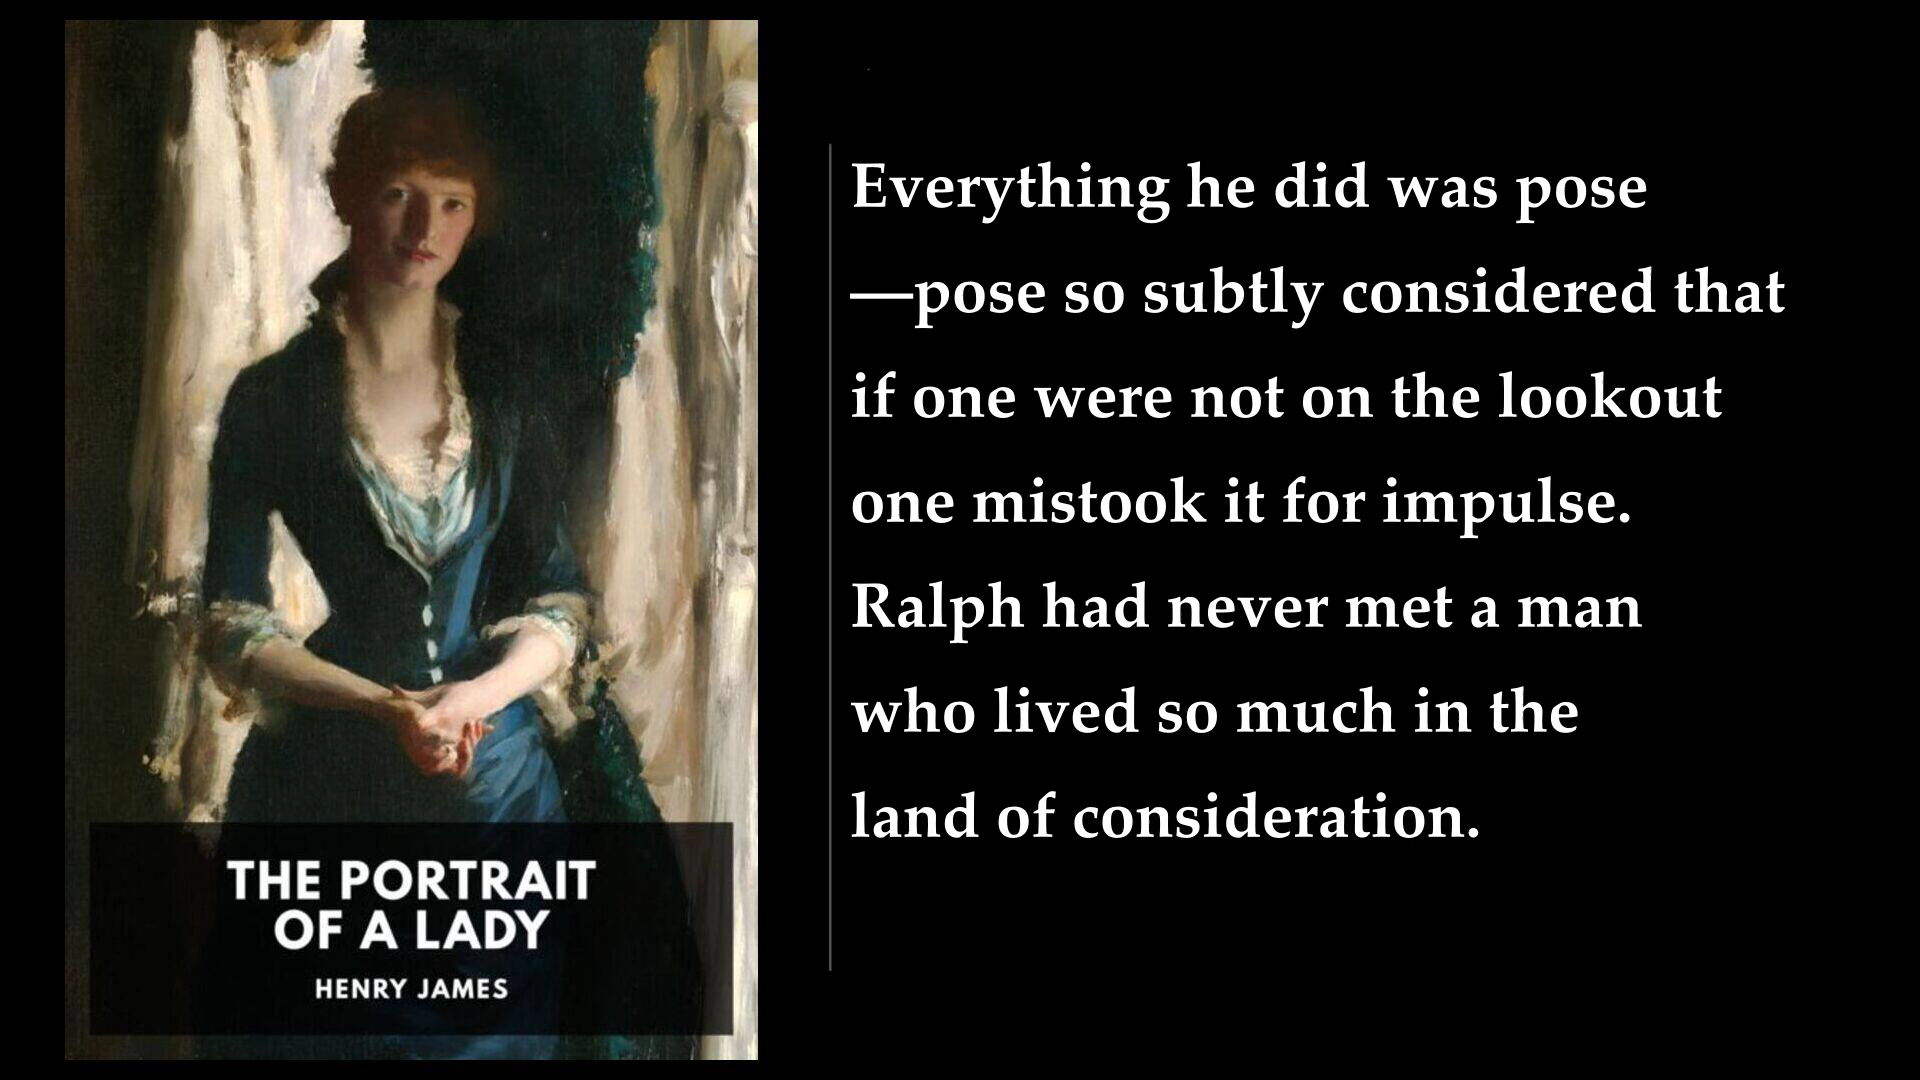 THE PORTRAIT
OF A LADY
HENRY JAMES
Everything he did was pose
—pose so subtly considered that
if one were not on the lookout
one mistook it for impulse.
Ralph had never met a man
who lived so much in the
land of consideration.